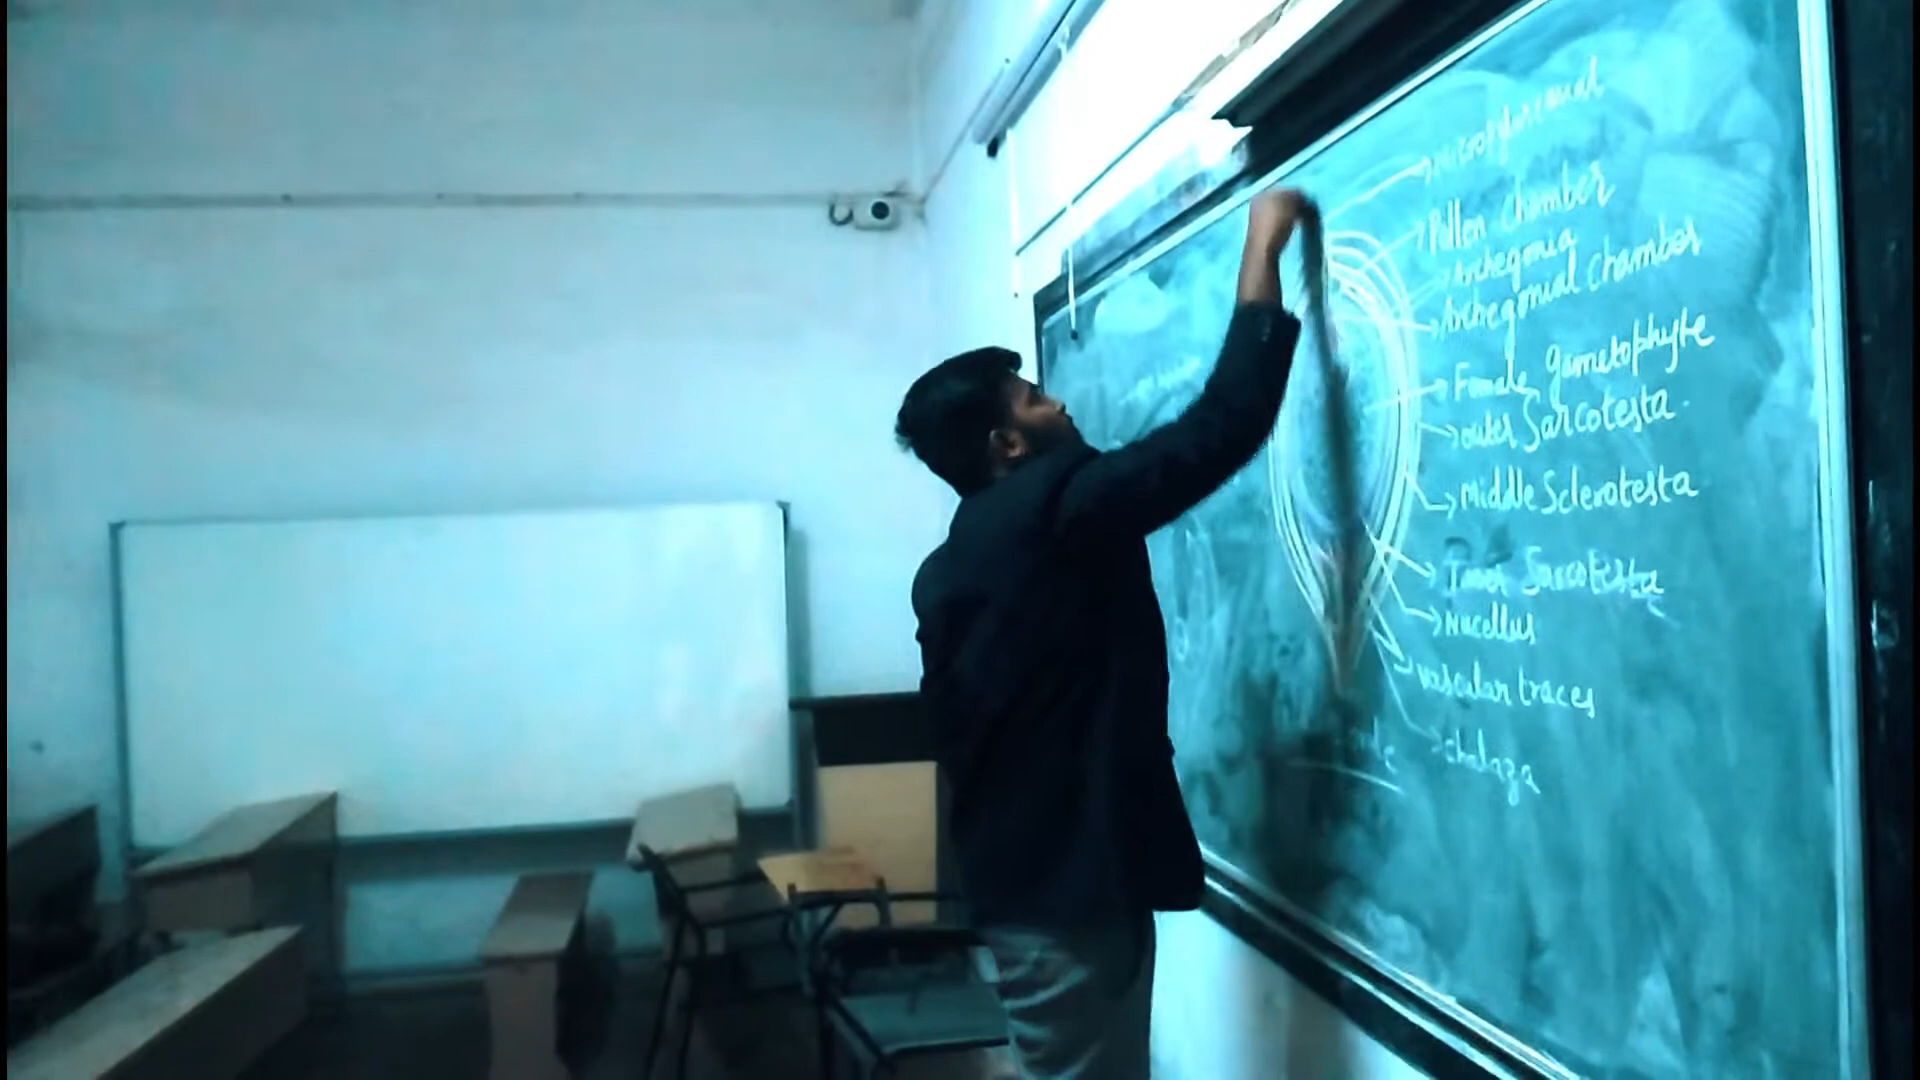 Micropylar canal
Pollen chamber
Archegonia
Archegonial chamber
Female gametophyte
outer Sarcotesta
Middle Sclerotesta
Inner Sarcotesta
Nucellus
vascular traces
chalaza